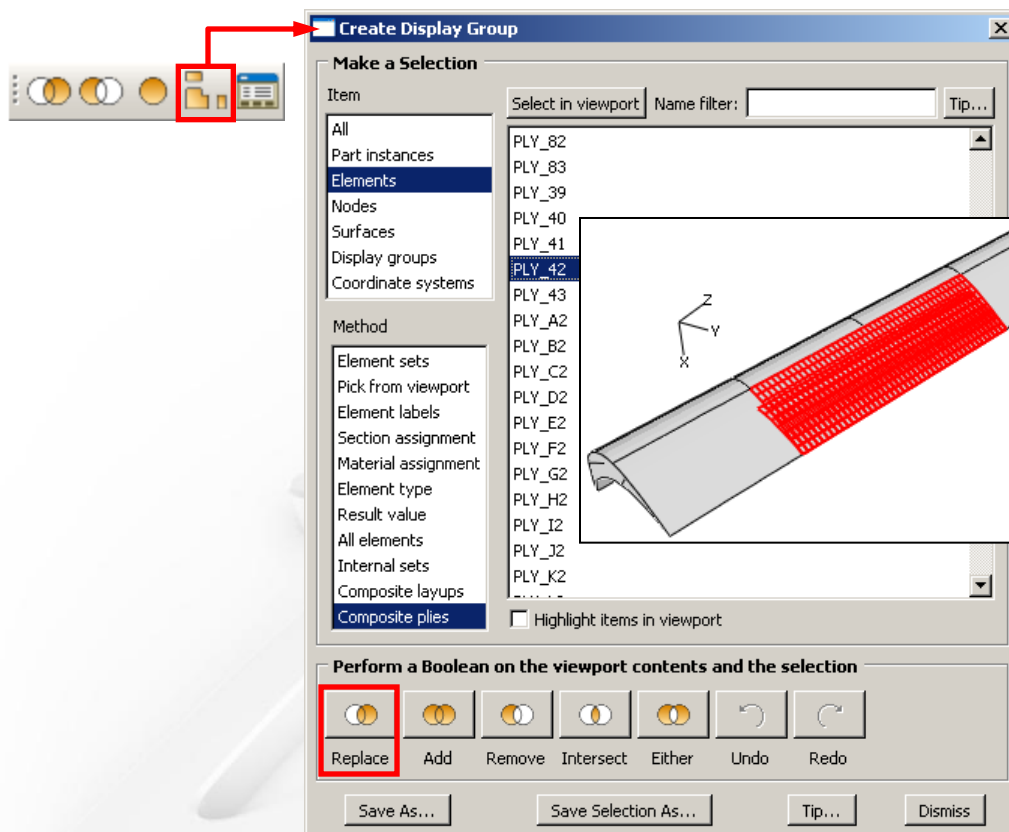 Create Display Group
Make a Selection
Item
All
Part instances
Elements
Nodes
Surfaces
Display groups
Coordinate systems
Method
Element sets
Pick from viewport
Element labels
Section assignment
Material assignment
Element type
Result value
All elements
Internal sets
Composite layups
Composite plies
Select in viewport Name filter: Tip...
PLY_82
PLY_83
PLY_39
PLY_40
PLY_41
PLY_42
PLY_43
PLY_A2
PLY_B2
PLY_C2
PLY_D2
PLY_E2
PLY_F2
PLY_G2
PLY_H2
PLY_I2
PLY_J2
PLY_K2
Z
Y
X
Highlight items in viewport
Perform a Boolean on the viewport contents and the selection
Replace Add Remove Intersect Either Undo Redo
Save As... Save Selection As... Tip... Dismiss